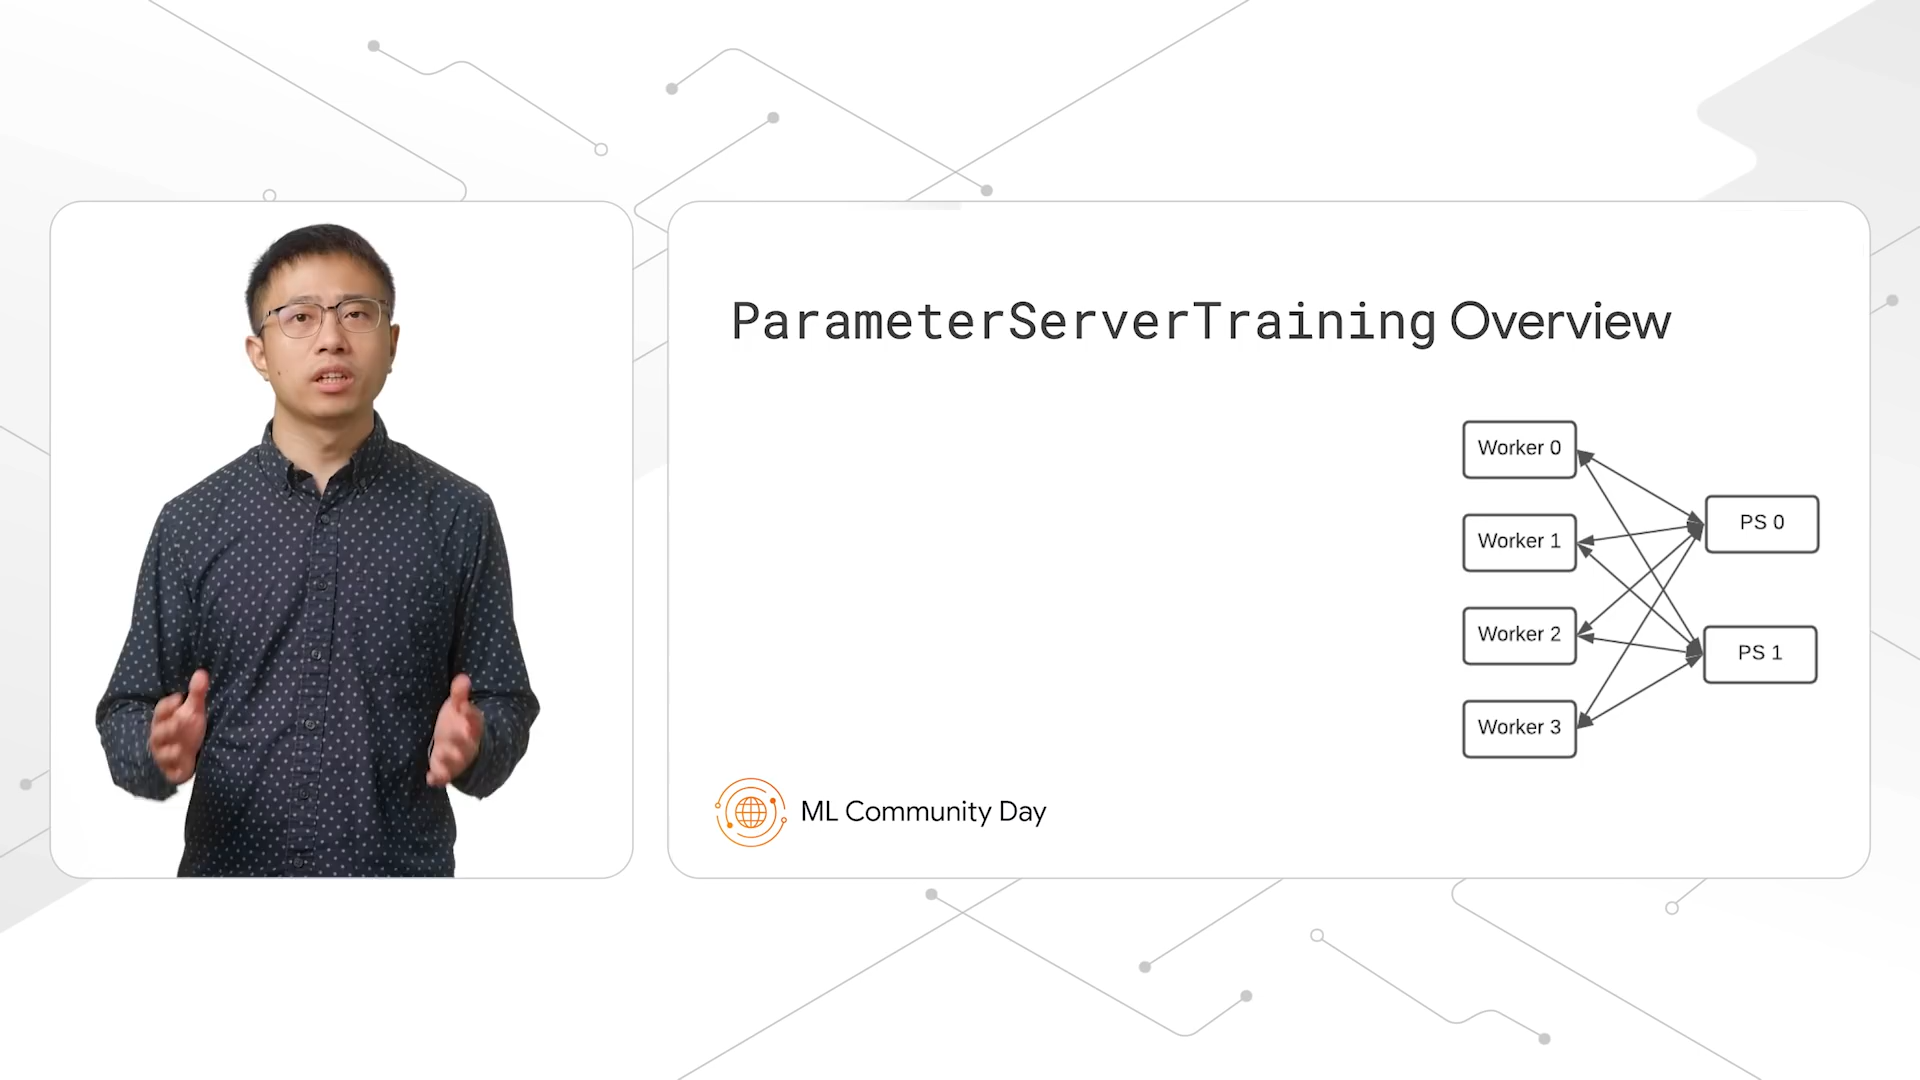 ParameterServerTraining Overview
Worker 0
PS 0
Worker 1
Worker 2
PS 1
Worker 3
ML Community Day